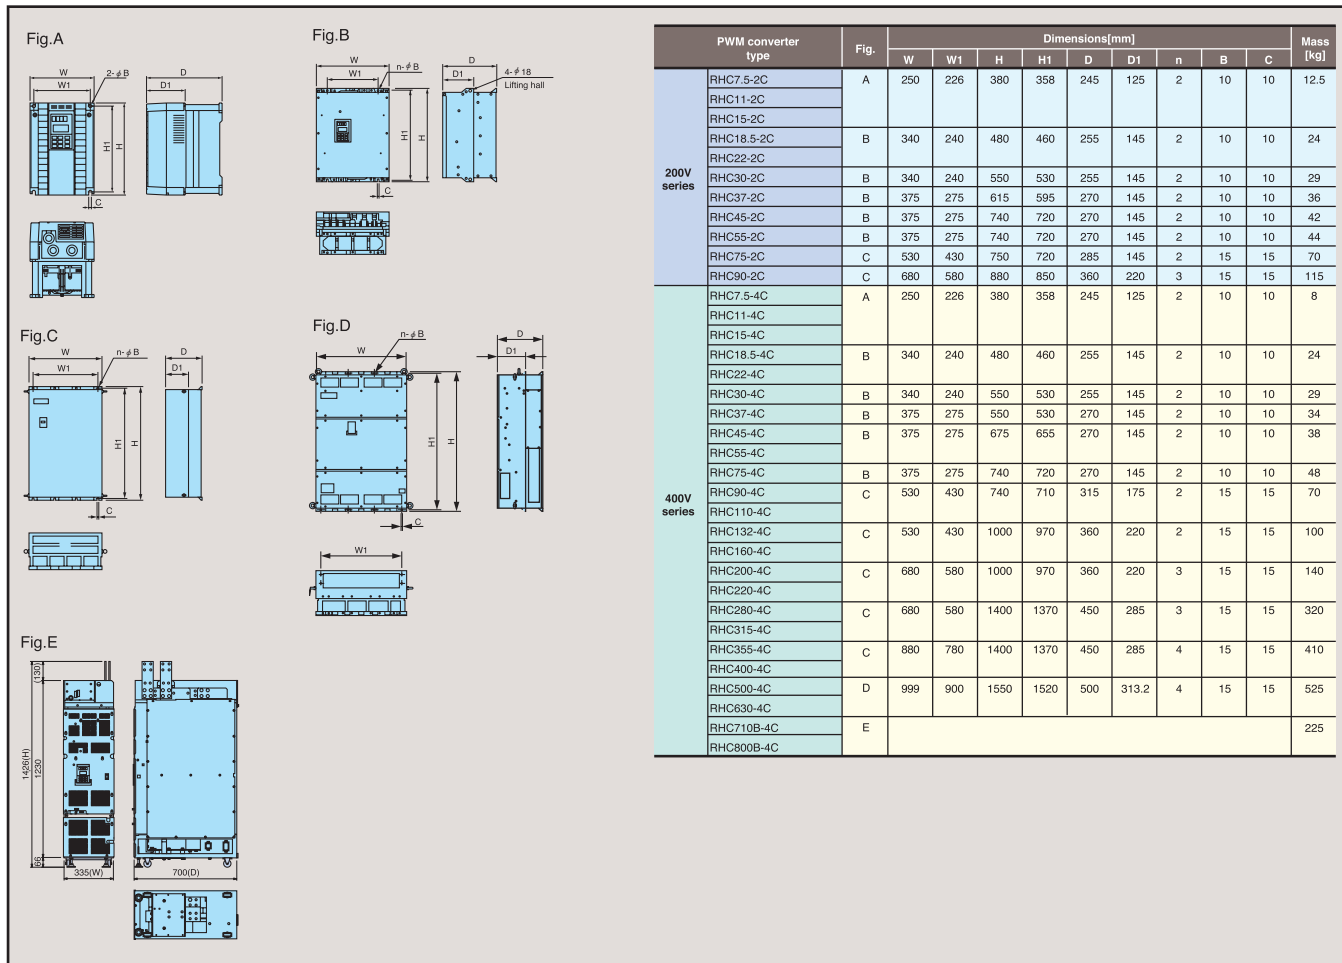 Fig.A
W
W1
2-φB
D
D1
H1
H
C
Fig.B
W
W1
n-φB
D
D1
4-φ18
Lifting hall
H1
H
C
Fig.C
W
W1
n-φB
D
D1
H1
H
C
Fig.D
W
n-φB
D
D1
H1
H
C
W1
Fig.E
(130)
1426(H)
1230
66
335(W)
700(D)
PWM converter type Fig. Dimensions[mm] Mass [kg]
W W1 H H1 D D1 n B C
200V series
RHC7.5-2C A 250 226 380 358 245 125 2 10 10 12.5
RHC11-2C
RHC15-2C
RHC18.5-2C B 340 240 480 460 255 145 2 10 10 24
RHC22-2C
RHC30-2C B 340 240 550 530 255 145 2 10 10 29
RHC37-2C B 375 275 615 595 270 145 2 10 10 36
RHC45-2C B 375 275 740 720 270 145 2 10 10 42
RHC55-2C B 375 275 740 720 270 145 2 10 10 44
RHC75-2C C 530 430 750 720 285 145 2 15 15 70
RHC90-2C C 680 580 880 850 360 220 3 15 15 115
400V series
RHC7.5-4C A 250 226 380 358 245 125 2 10 10 8
RHC11-4C
RHC15-4C
RHC18.5-4C B 340 240 480 460 255 145 2 10 10 24
RHC22-4C
RHC30-4C B 340 240 550 530 255 145 2 10 10 29
RHC37-4C B 375 275 550 530 270 145 2 10 10 34
RHC45-4C B 375 275 675 655 270 145 2 10 10 38
RHC55-4C
RHC75-4C B 375 275 740 720 270 145 2 10 10 48
RHC90-4C C 530 430 740 710 315 175 2 15 15 70
RHC110-4C
RHC132-4C C 530 430 1000 970 360 220 2 15 15 100
RHC160-4C
RHC200-4C C 680 580 1000 970 360 220 3 15 15 140
RHC220-4C
RHC280-4C C 680 580 1400 1370 450 285 3 15 15 320
RHC315-4C
RHC355-4C C 880 780 1400 1370 450 285 4 15 15 410
RHC400-4C
RHC500-4C D 999 900 1550 1520 500 313.2 4 15 15 525
RHC630-4C
RHC710B-4C E 225
RHC800B-4C